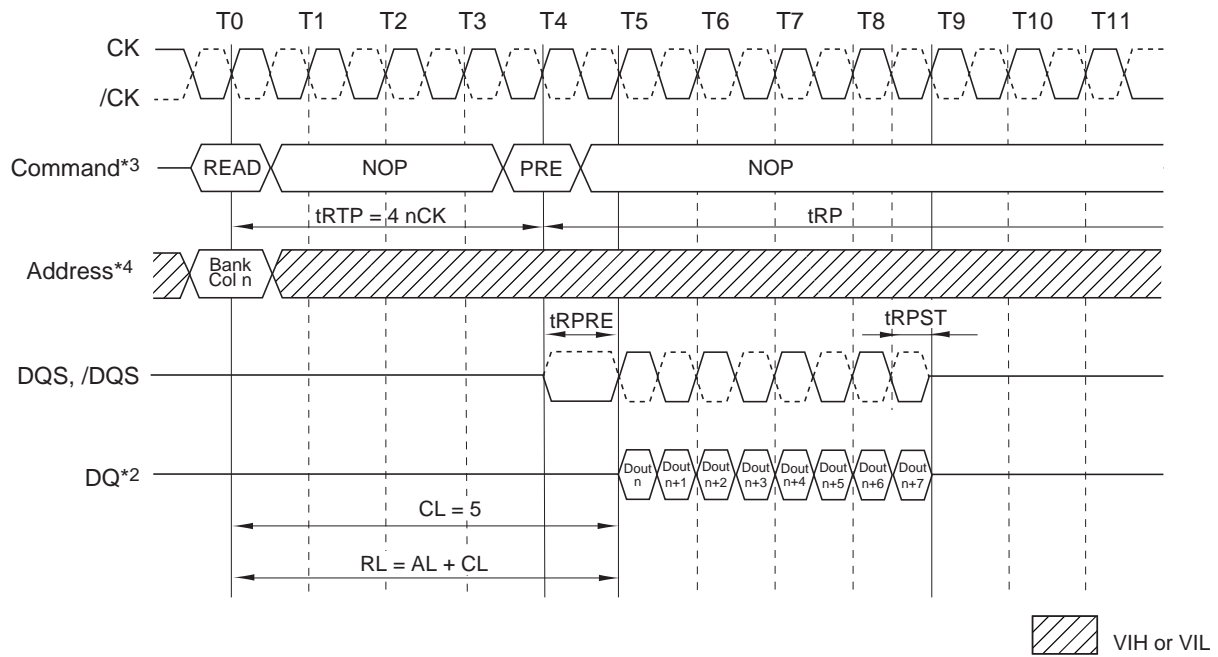 T0 T1 T2 T3 T4 T5 T6 T7 T8 T9 T10 T11
CK
/CK
Command*3 READ NOP PRE NOP
tRTP = 4 nCK tRP
Address*4 Bank
Col n
tRPRE tRPST
DQS, /DQS
DQ*2
Dout n
Dout n+1
Dout n+2
Dout n+3
Dout n+4
Dout n+5
Dout n+6
Dout n+7
CL = 5
RL = AL + CL
VIH or VIL